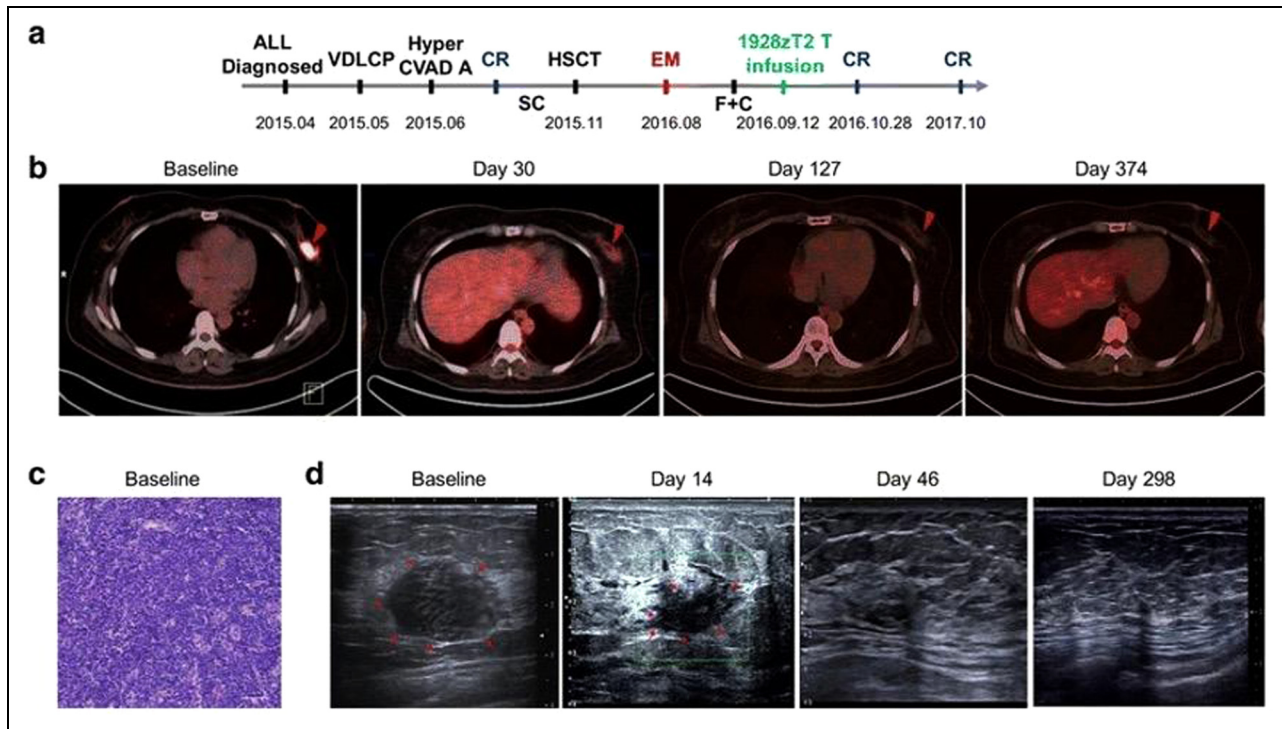 a
ALL
Diagnosed
VDLCP
Hyper
CVAD A
CR
SC
HSCT
EM
F+C
1928zT2 T
infusion
CR
CR
2015.04 2015.05 2015.06 2015.11 2016.08 2016.09.12 2016.10.28 2017.10
b
Baseline Day 30 Day 127 Day 374
F
c
Baseline
d
Baseline Day 14 Day 46 Day 298